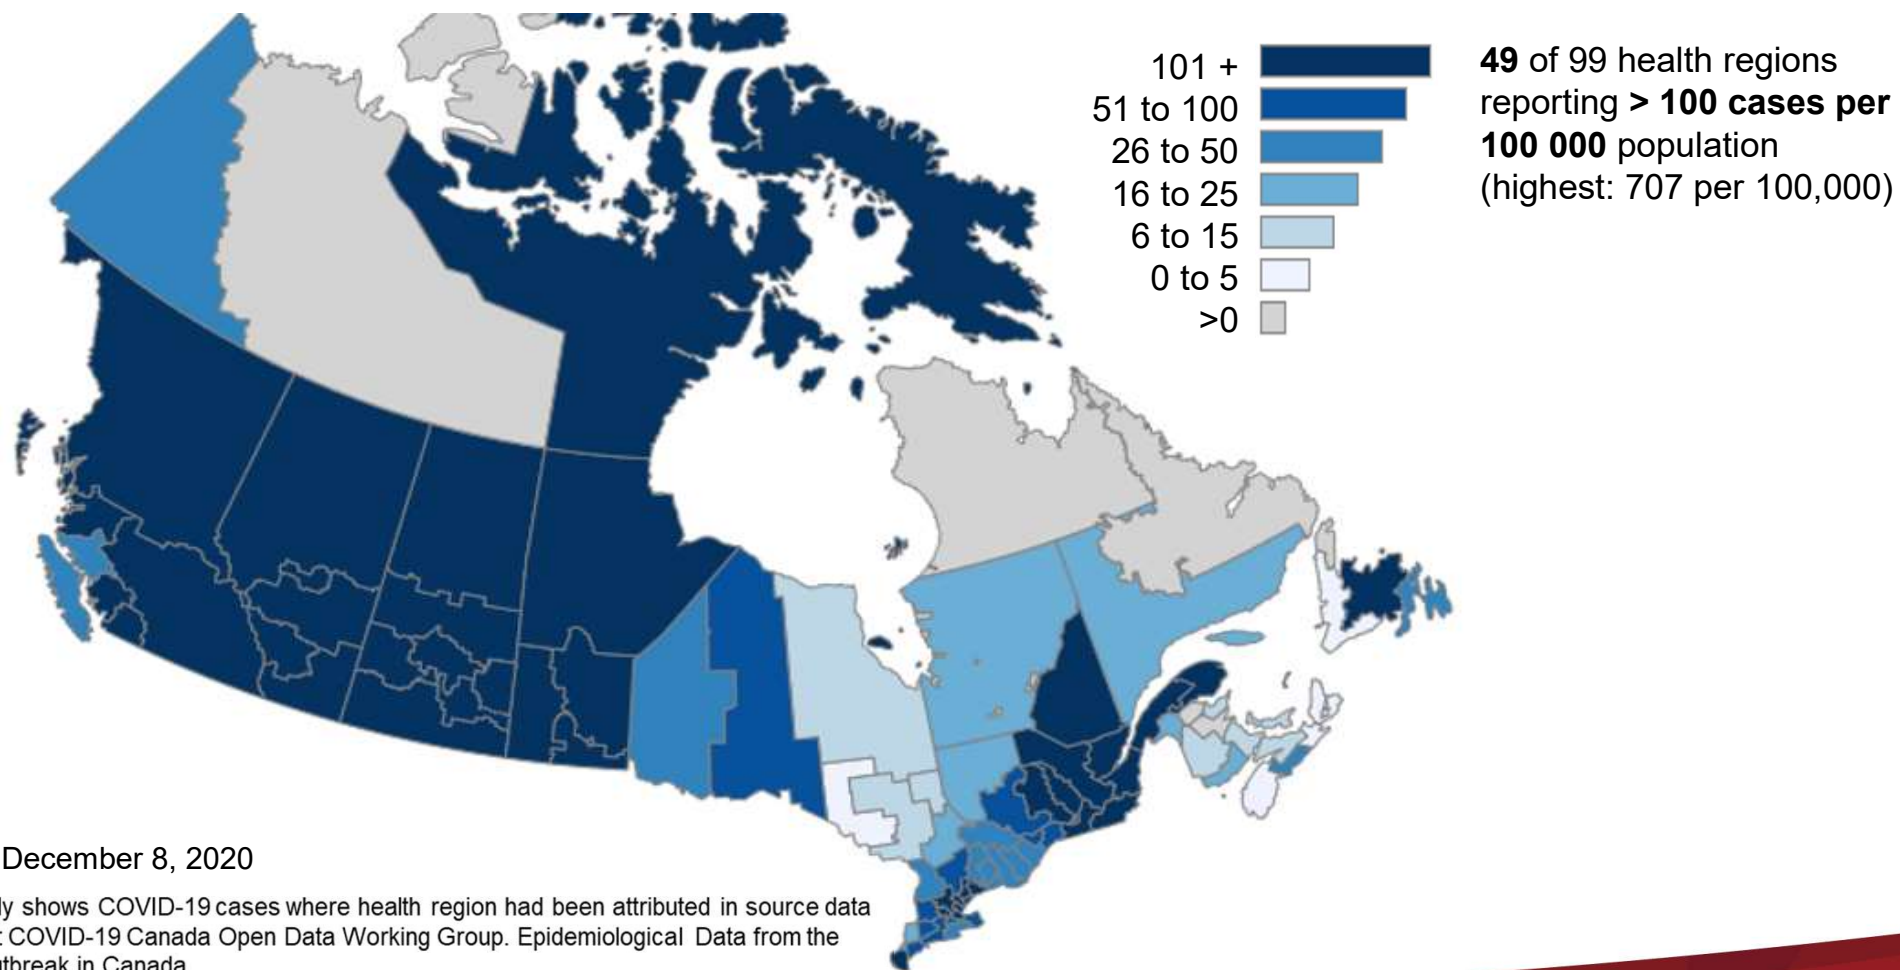 101 +
51 to 100
26 to 50
16 to 25
6 to 15
0 to 5
>0
49 of 99 health regions
reporting > 100 cases per
100 000 population
(highest: 707 per 100,000)
December 8, 2020
shows COVID-19 cases where health region had been attributed in source data
COVID-19 Canada Open Data Working Group. Epidemiological Data from the
in Canada